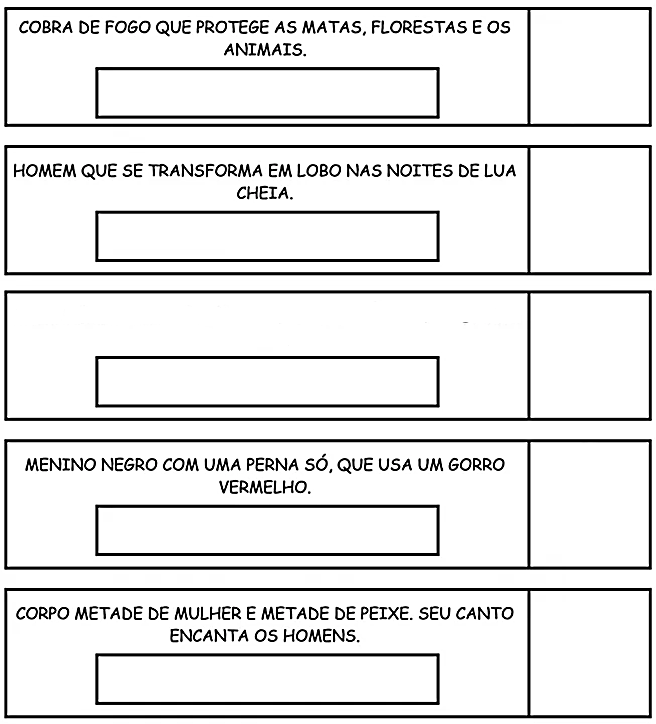 COBRA DE FOGO QUE PROTEGE AS MATAS, FLORESTAS E OS
ANIMAIS.
HOMEM QUE SE TRANSFORMA EM LOBO NAS NOITES DE LUA
CHEIA.
MENINO NEGRO COM UMA PERNA SÓ, QUE USA UM GORRO
VERMELHO.
CORPO METADE DE MULHER E METADE DE PEIXE. SEU CANTO
ENCANTA OS HOMENS.